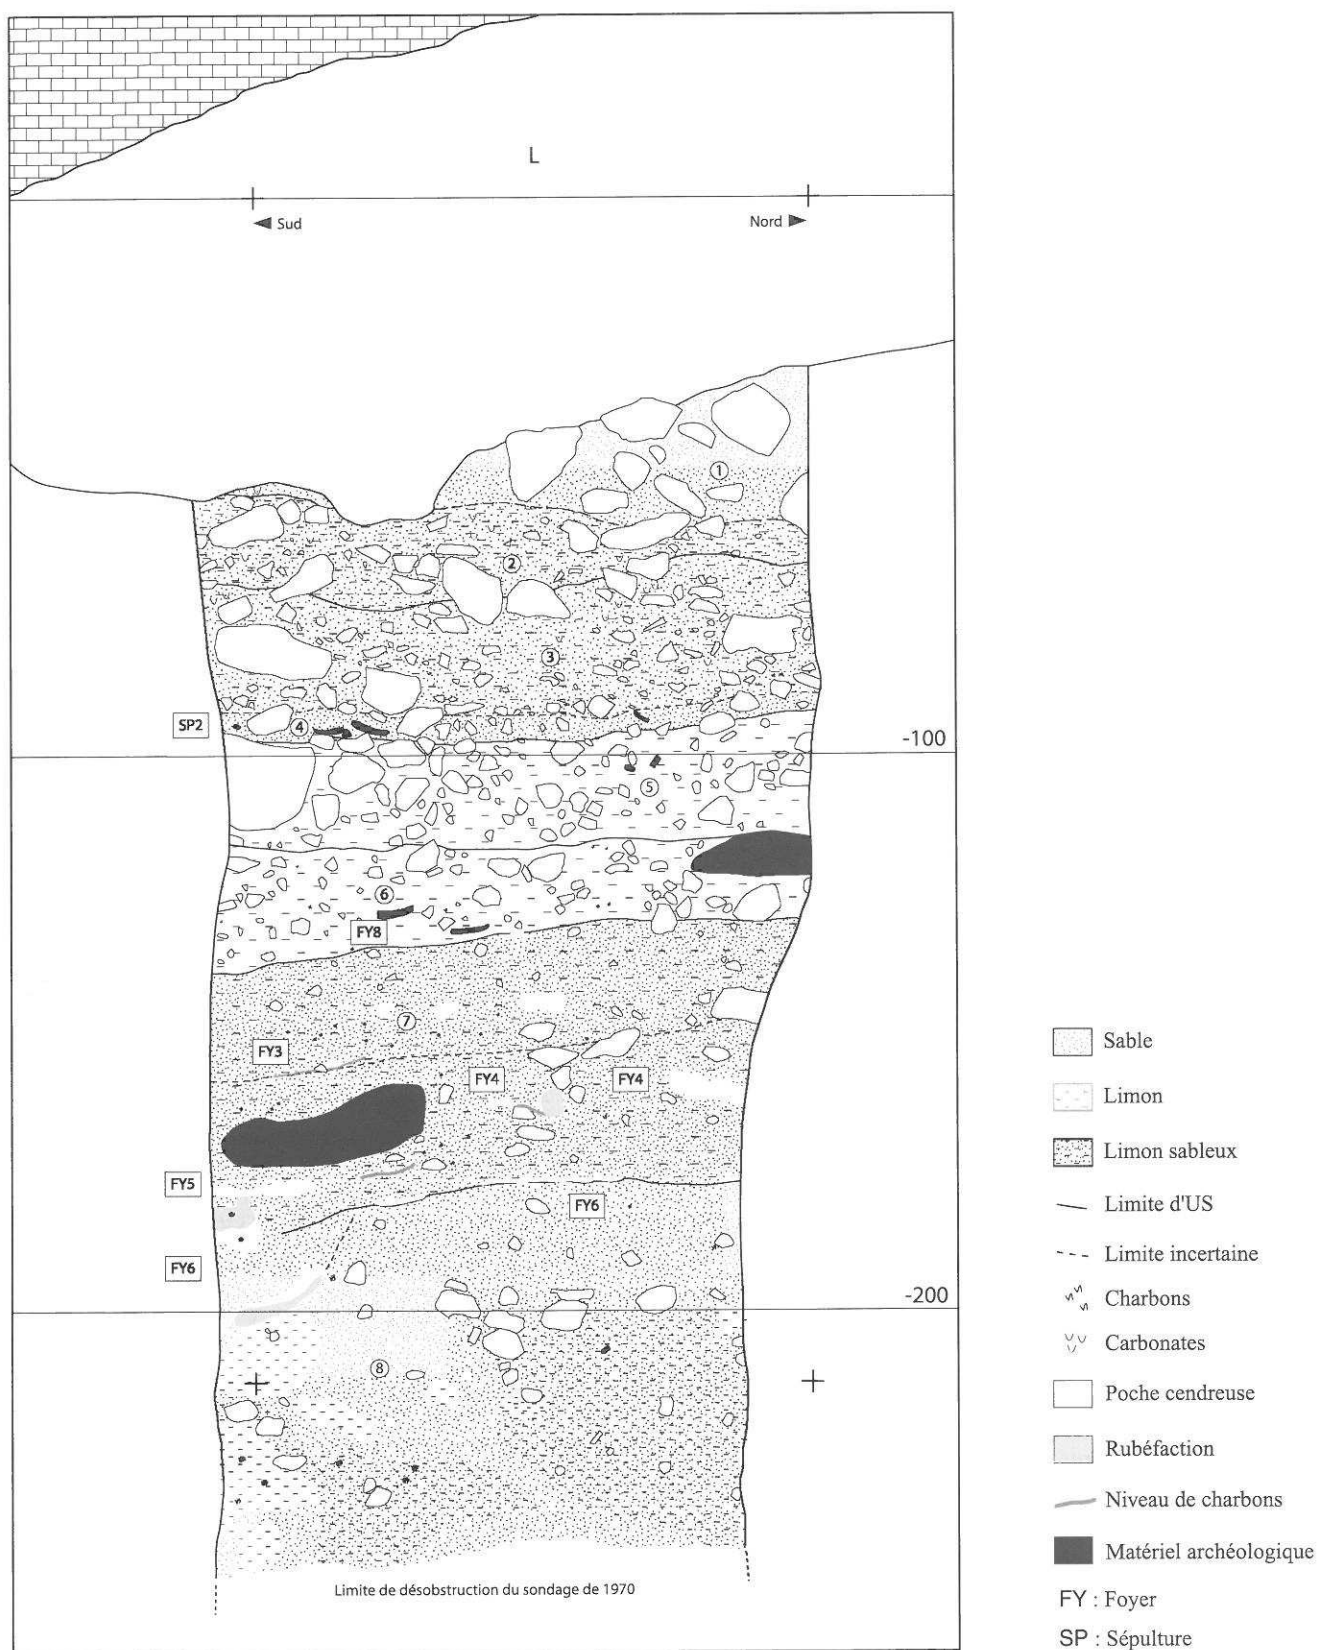 L
Sud
Nord
1
2
3
SP2
4
-100
5
6
FY8
7
FY3
FY4
FY4
FY5
FY6
FY6
-200
8
Limite de désobstruction du sondage de 1970
Sable
Limon
Limon sableux
Limite d'US
Limite incertaine
Charbons
Carbonates
Poche cendreuse
Rubéfaction
Niveau de charbons
Matériel archéologique
FY : Foyer
SP : Sépulture